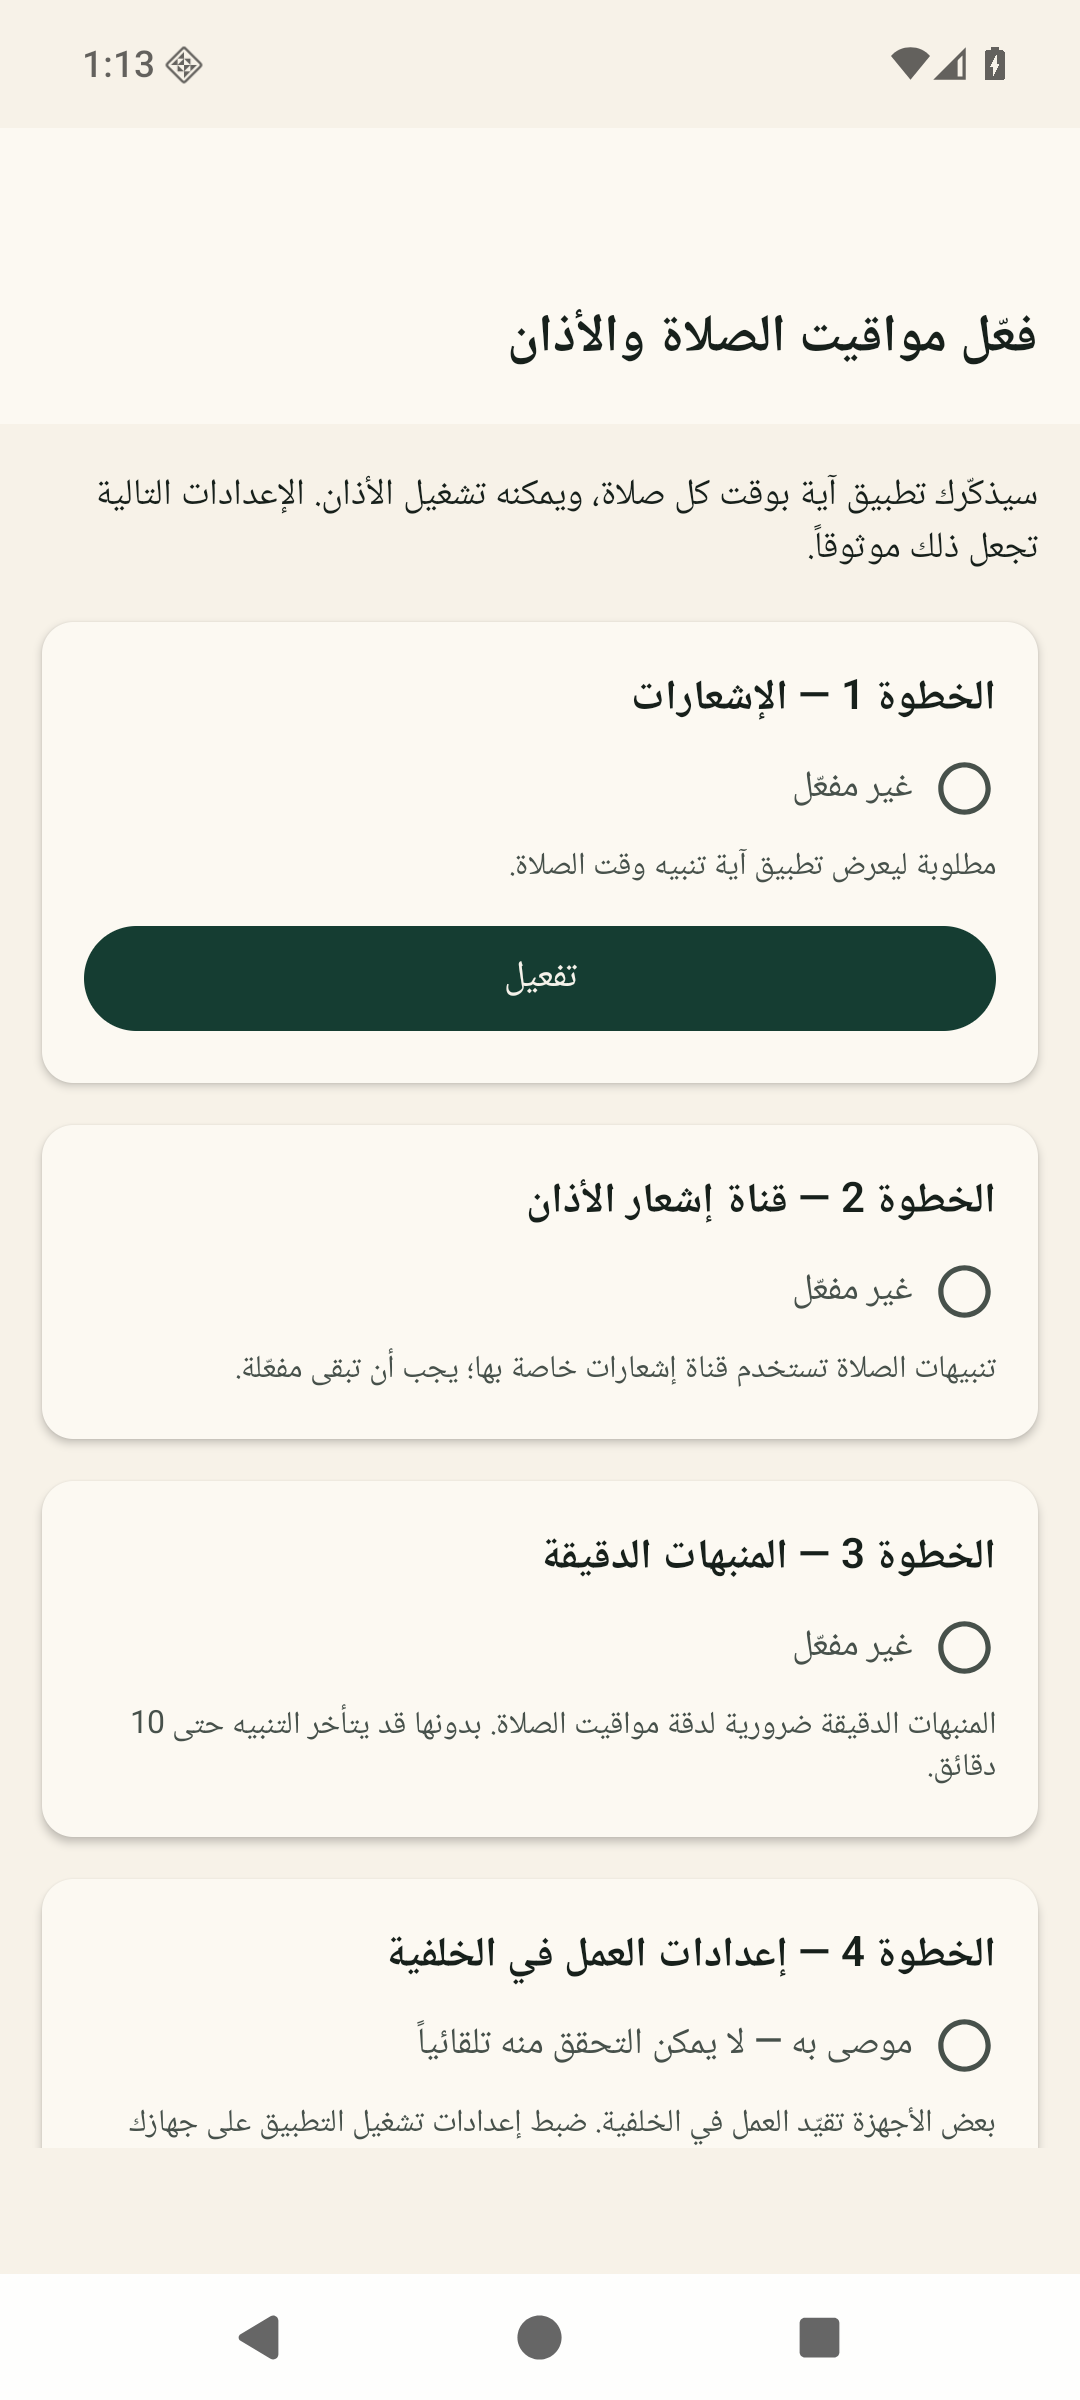 1:13
فعّل مواقيت الصلاة والأذان
سيذكّرك تطبيق آية بوقت كل صلاة، ويمكنه تشغيل الأذان. الإعدادات التالية
تجعل ذلك موثوقاً.
الخطوة 1 — الإشعارات
غير مفعّل
مطلوبة ليعرض تطبيق آية تنبيه وقت الصلاة.
تفعيل
الخطوة 2 — قناة إشعار الأذان
غير مفعّل
تنبيهات الصلاة تستخدم قناة إشعارات خاصة بها؛ يجب أن تبقى مفعّلة.
الخطوة 3 — المنبهات الدقيقة
غير مفعّل
المنبهات الدقيقة ضرورية لدقة مواقيت الصلاة. بدونها قد يتأخر التنبيه حتى 10
دقائق.
الخطوة 4 — إعدادات العمل في الخلفية
موصى به — لا يمكن التحقق منه تلقائياً
بعض الأجهزة تقيّد العمل في الخلفية. ضبط إعدادات تشغيل التطبيق على جهازك